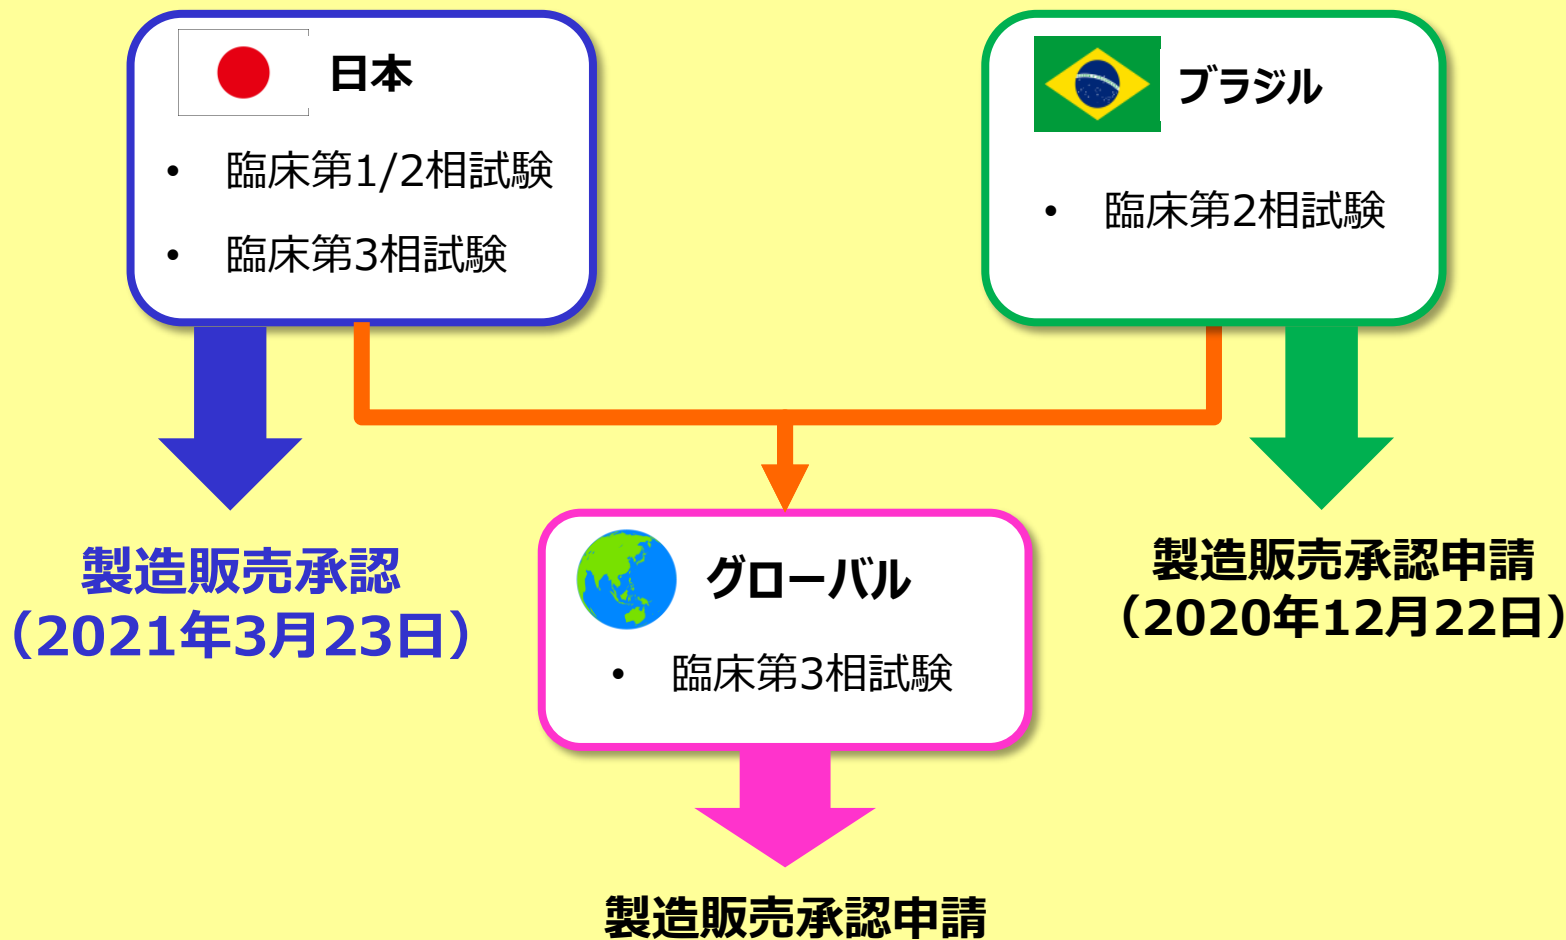 日本
• 臨床第1/2相試験
• 臨床第3相試験
ブラジル
• 臨床第2相試験
製造販売承認
（2021年3月23日）
製造販売承認申請
（2020年12月22日）
グローバル
• 臨床第3相試験
製造販売承認申請